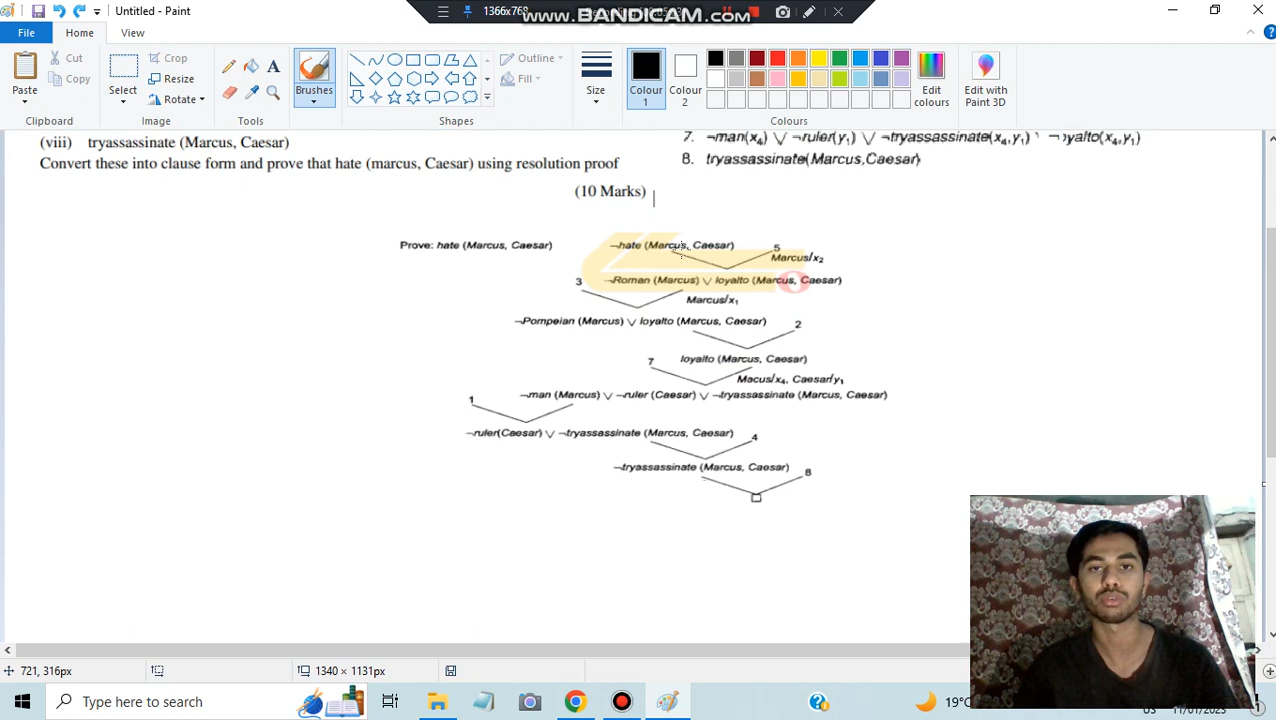 1366x768
www.BANDICAM.com
Untitled - Paint
File
Home
View
Paste
Cut
Copy
Clipboard
Select
Crop
Resize
Rotate
Image
Tools
Brushes
Shapes
Outline
Fill
Size
Colour 1
Colour 2
Edit colours
Colours
Edit with Paint 3D
(viii) tryassassinate (Marcus, Caesar)
Convert these into clause form and prove that hate (marcus, Caesar) using resolution proof
(10 Marks)
7. ¬man(x₄) ∨ ¬ruler(y₁) ∨ ¬tryassassinate(x₄,y₁) ∨ ¬loyalto(x₄,y₁)
8. tryassassinate(Marcus,Caesar)
Prove: hate (Marcus, Caesar)
¬hate (Marcus, Caesar) 5
Marcus/x₂
3 ¬Roman (Marcus) ∨ loyalto (Marcus, Caesar)
Marcus/x₁
¬Pompeian (Marcus) ∨ loyalto (Marcus, Caesar) 2
7 loyalto (Marcus, Caesar)
Macus/x₄, Caesar/y₁
1 ¬man (Marcus) ∨ ¬ruler (Caesar) ∨ ¬tryassassinate (Marcus, Caesar)
¬ruler(Caesar) ∨ ¬tryassassinate (Marcus, Caesar) 4
¬tryassassinate (Marcus, Caesar) 8
721, 316px
1340 × 1131px
Type here to search
19°
11/01/2023